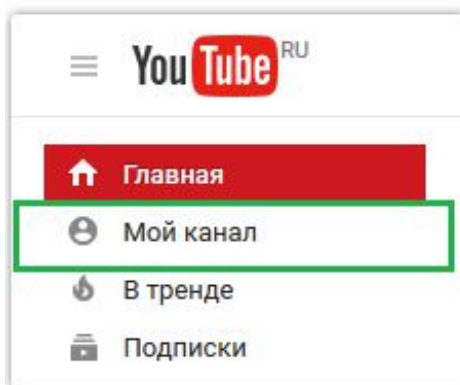 YouTube RU
Главная
Мой канал
В тренде
Подписки